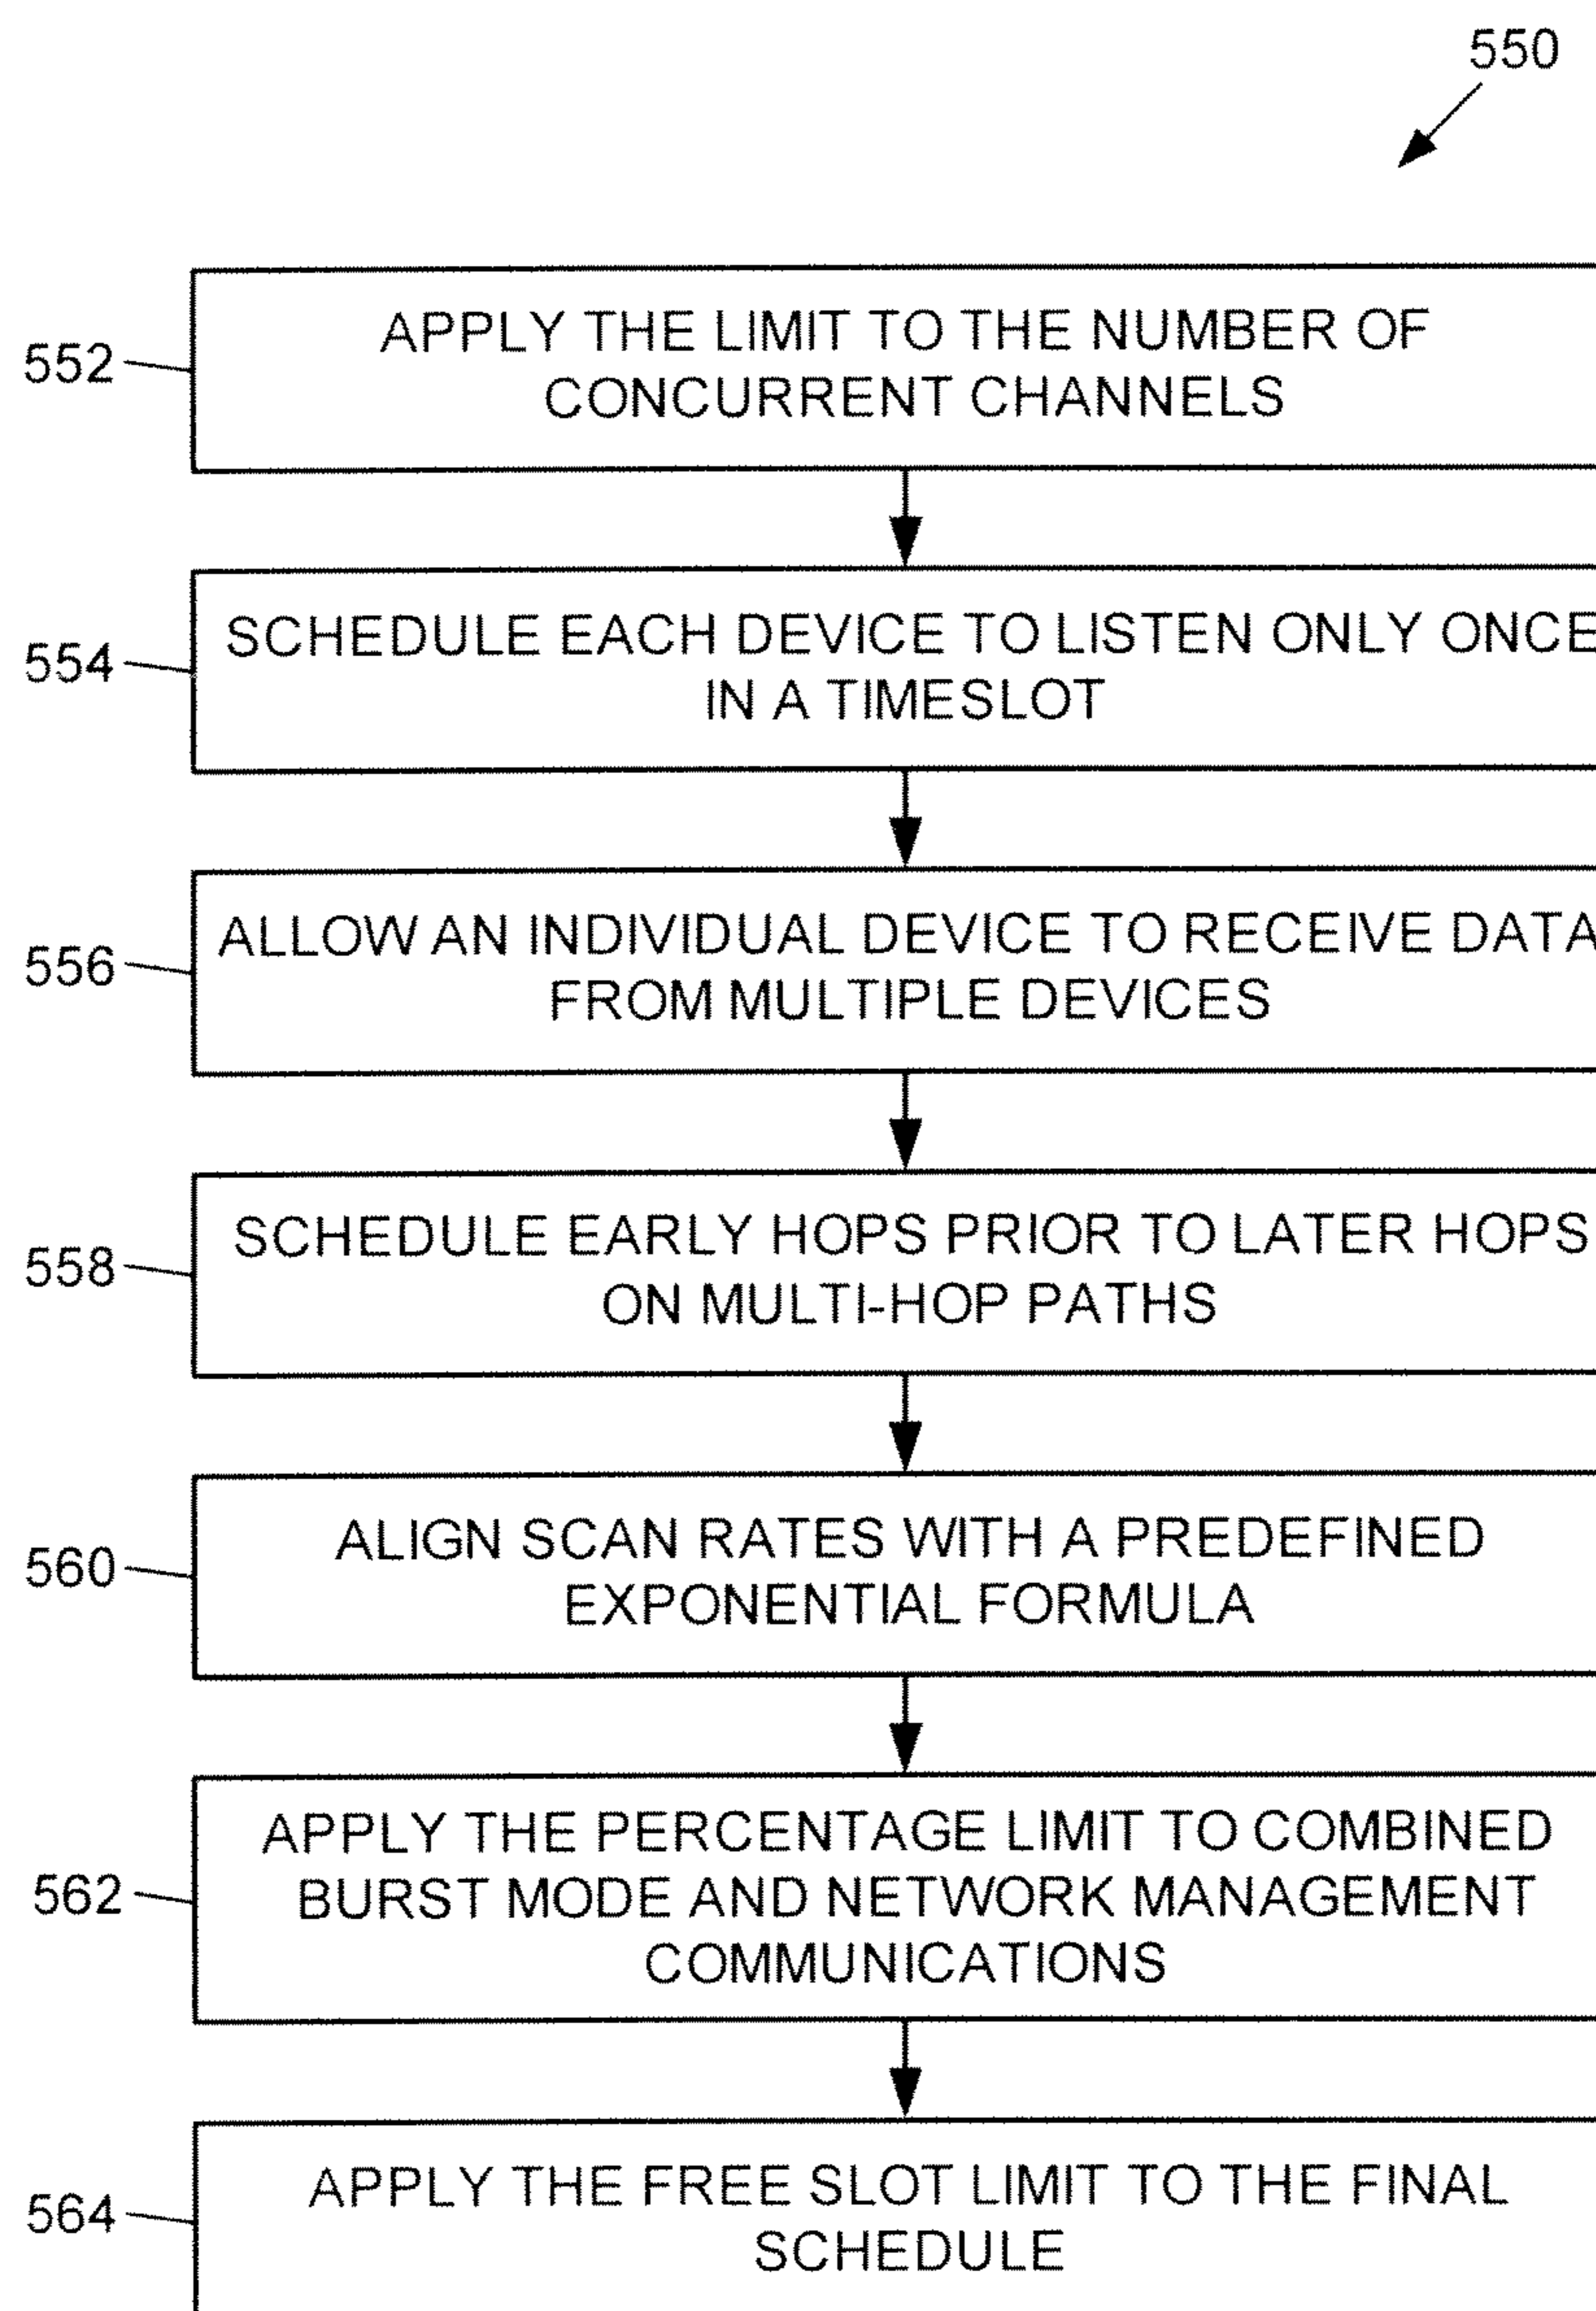 550
552
APPLY THE LIMIT TO THE NUMBER OF
CONCURRENT CHANNELS
554
SCHEDULE EACH DEVICE TO LISTEN ONLY ONCE
IN A TIMESLOT
556
ALLOW AN INDIVIDUAL DEVICE TO RECEIVE DATA
FROM MULTIPLE DEVICES
558
SCHEDULE EARLY HOPS PRIOR TO LATER HOPS
ON MULTI-HOP PATHS
560
ALIGN SCAN RATES WITH A PREDEFINED
EXPONENTIAL FORMULA
562
APPLY THE PERCENTAGE LIMIT TO COMBINED
BURST MODE AND NETWORK MANAGEMENT
COMMUNICATIONS
564
APPLY THE FREE SLOT LIMIT TO THE FINAL
SCHEDULE